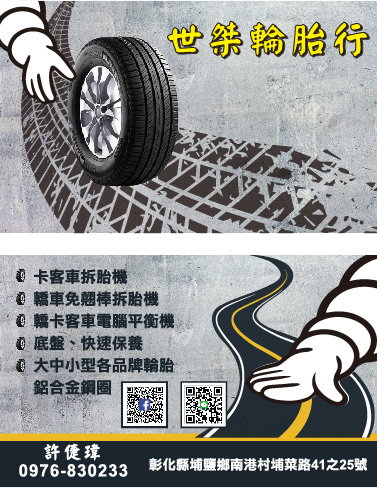 世桀輪胎行
卡客車拆胎機
轎車免翹棒拆胎機
轎卡客車電腦平衡機
底盤、快速保養
大中小型各品牌輪胎
鋁合金鋼圈
許倢瑋
0976-830233
彰化縣埔鹽鄉南港村埔菜路41之25號